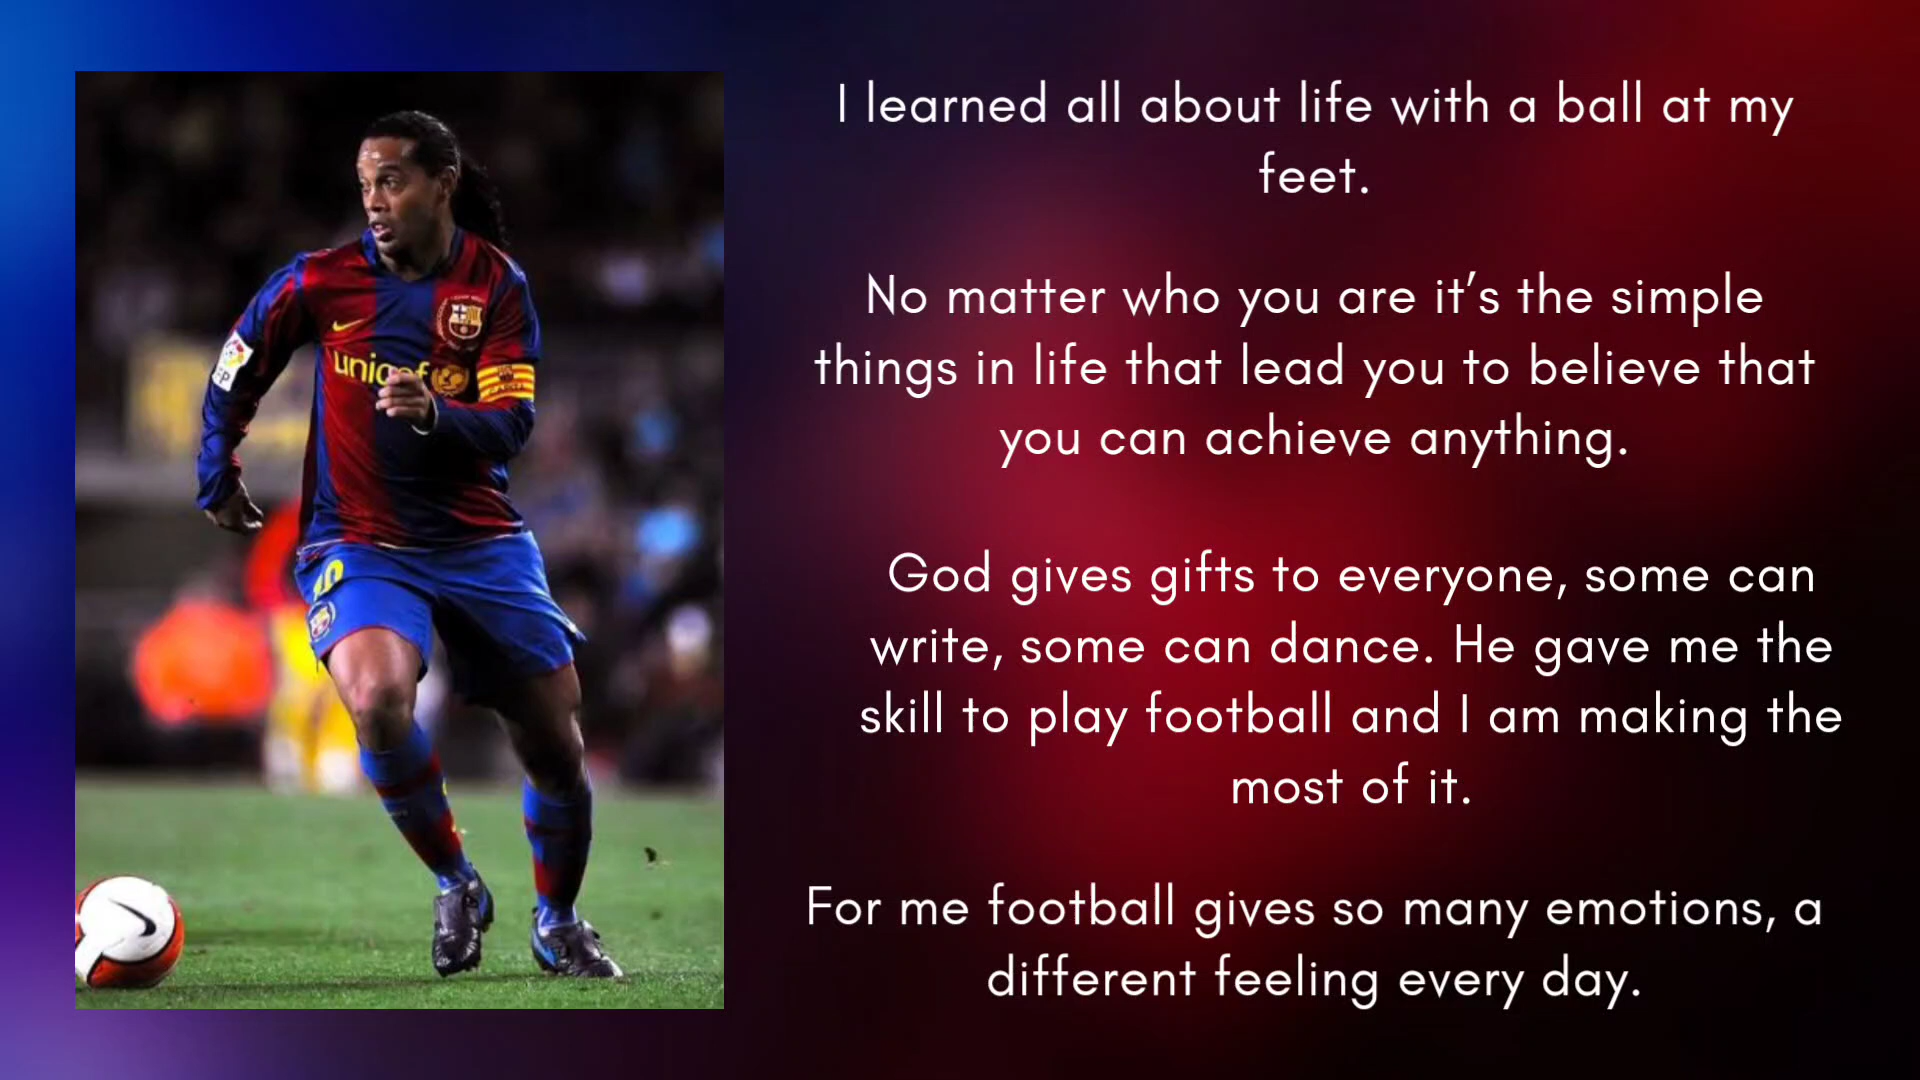 I learned all about life with a ball at my
feet.
No matter who you are it’s the simple
things in life that lead you to believe that
you can achieve anything.
God gives gifts to everyone, some can
write, some can dance. He gave me the
skill to play football and I am making the
most of it.
For me football gives so many emotions, a
different feeling every day.
unicef
10